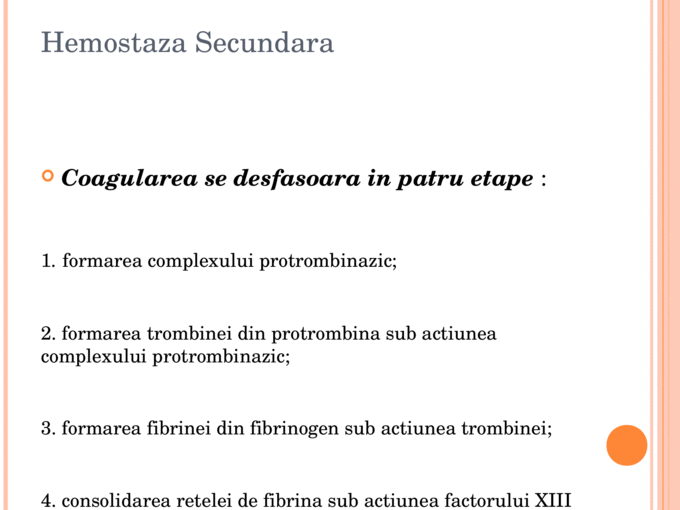 Hemostaza Secundara
Coagularea se desfasoara in patru etape :
1. formarea complexului protrombinazic;
2. formarea trombinei din protrombina sub actiunea
complexului protrombinazic;
3. formarea fibrinei din fibrinogen sub actiunea trombinei;
4. consolidarea retelei de fibrina sub actiunea factorului XIII